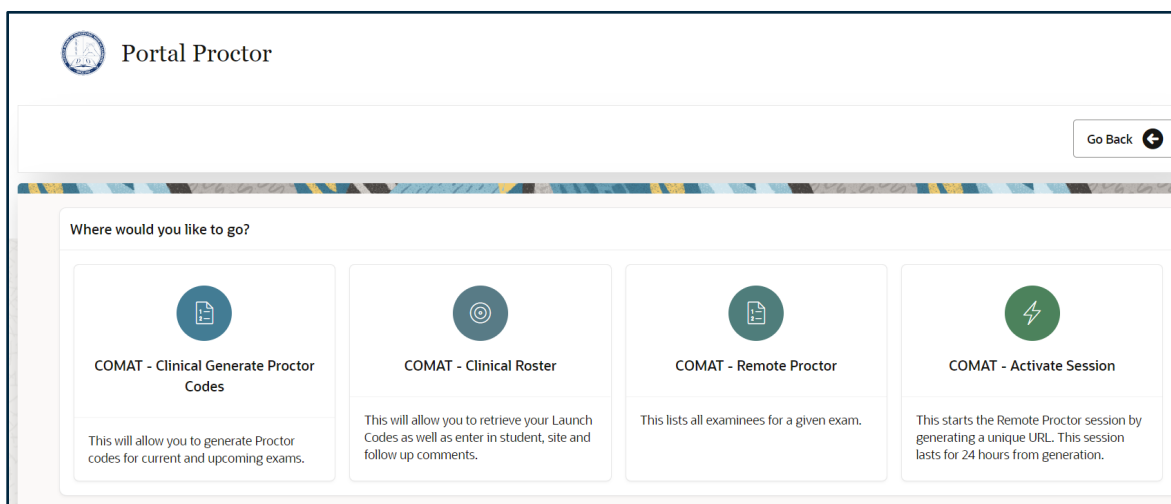 Portal Proctor
Go Back
Where would you like to go?
COMAT - Clinical Generate Proctor
Codes
This will allow you to generate Proctor
codes for current and upcoming exams.
COMAT - Clinical Roster
This will allow you to retrieve your Launch
Codes as well as enter in student, site and
follow up comments.
COMAT - Remote Proctor
This lists all examinees for a given exam.
COMAT - Activate Session
This starts the Remote Proctor session by
generating a unique URL. This session
lasts for 24 hours from generation.